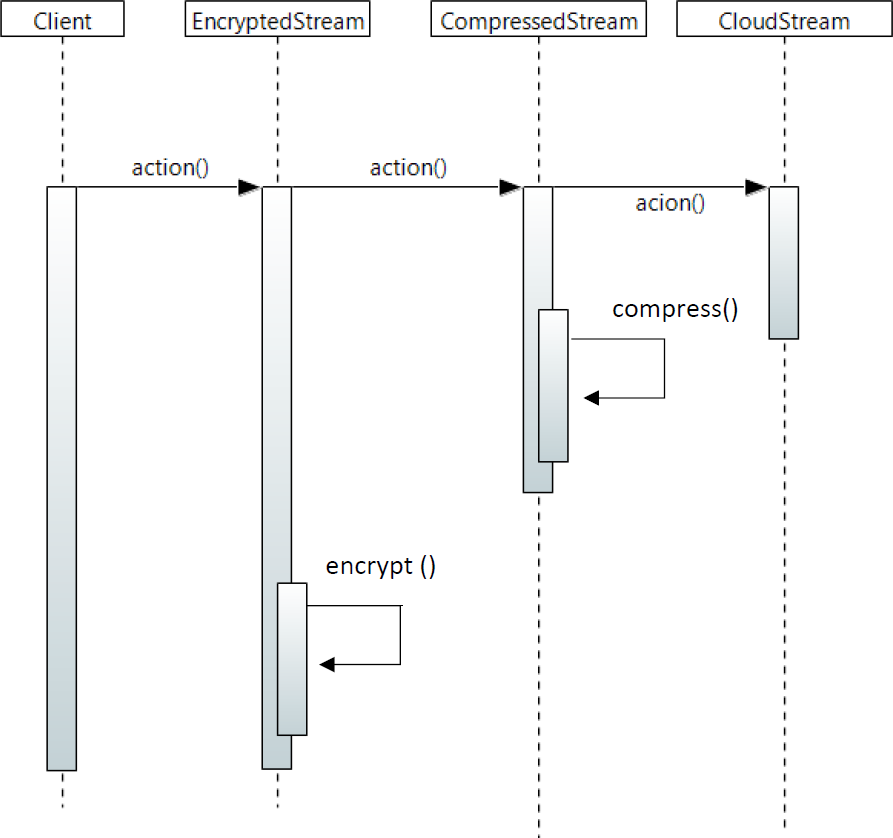 Client
EncryptedStream
CompressedStream
CloudStream
action()
action()
acion()
compress()
encrypt ()